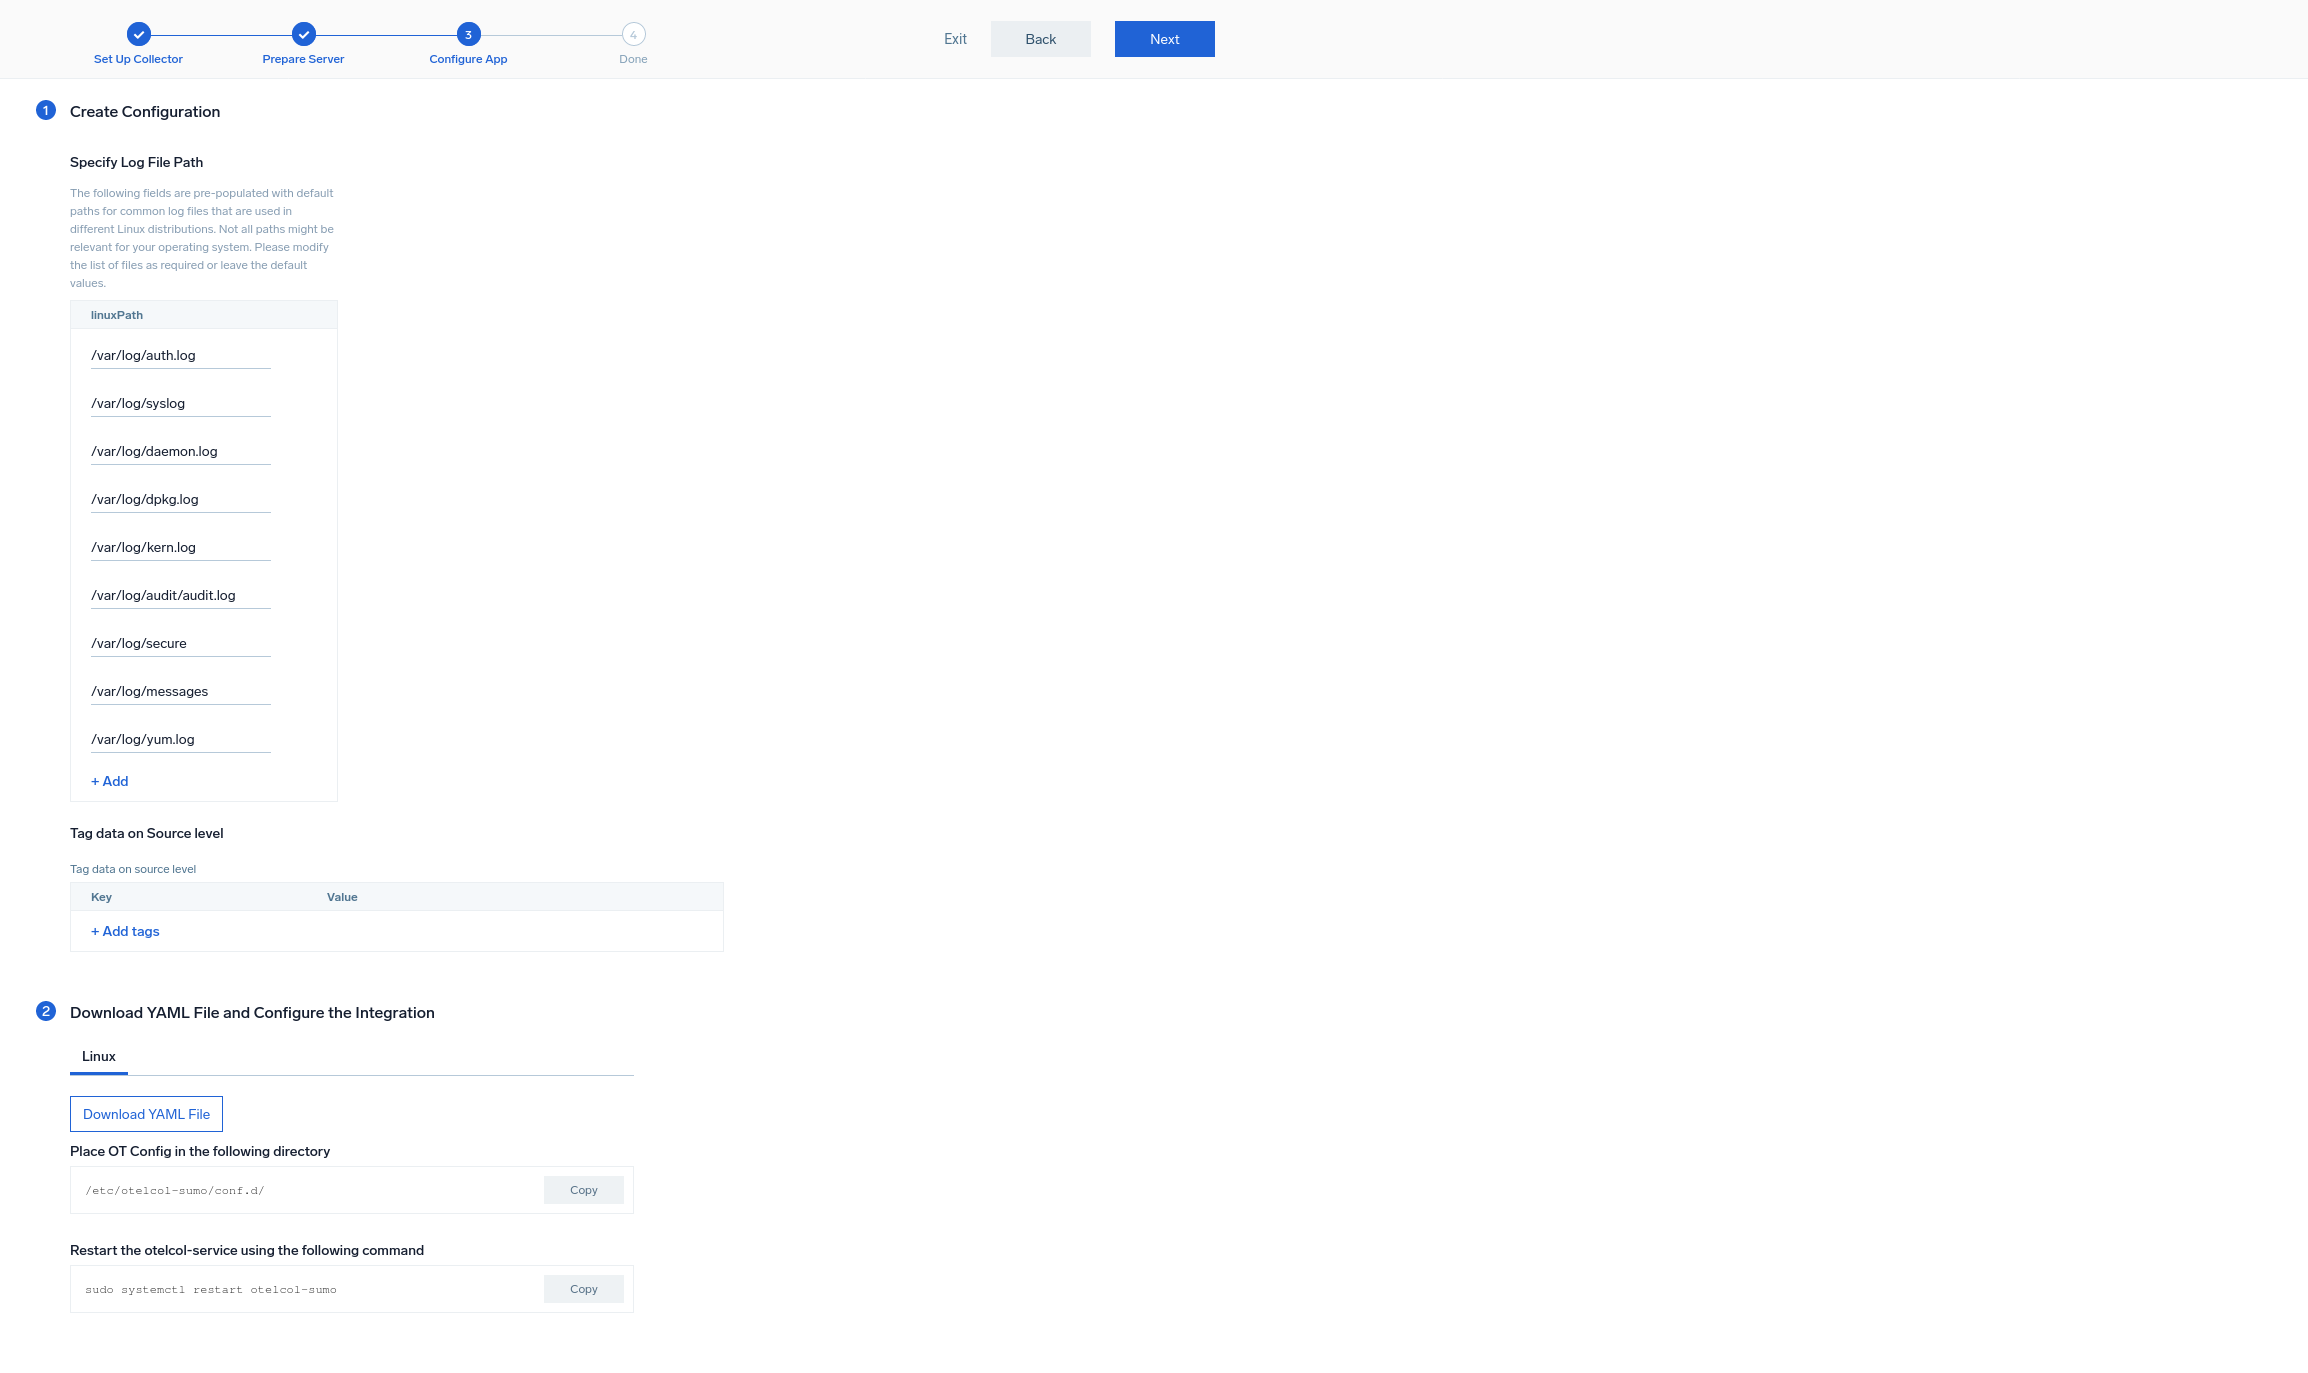 3
4
Set Up Collector
Prepare Server
Configure App
Done
Exit
Back
Next
1 Create Configuration
Specify Log File Path
The following fields are pre-populated with default
paths for common log files that are used in
different Linux distributions. Not all paths might be
relevant for your operating system. Please modify
the list of files as required or leave the default
values.
linuxPath
/var/log/auth.log
/var/log/syslog
/var/log/daemon.log
/var/log/dpkg.log
/var/log/kern.log
/var/log/audit/audit.log
/var/log/secure
/var/log/messages
/var/log/yum.log
+ Add
Tag data on Source level
Tag data on source level
Key Value
+ Add tags
2 Download YAML File and Configure the Integration
Linux
Download YAML File
Place OT Config in the following directory
/etc/otelcol-sumo/conf.d/ Copy
Restart the otelcol-service using the following command
sudo systemctl restart otelcol-sumo Copy